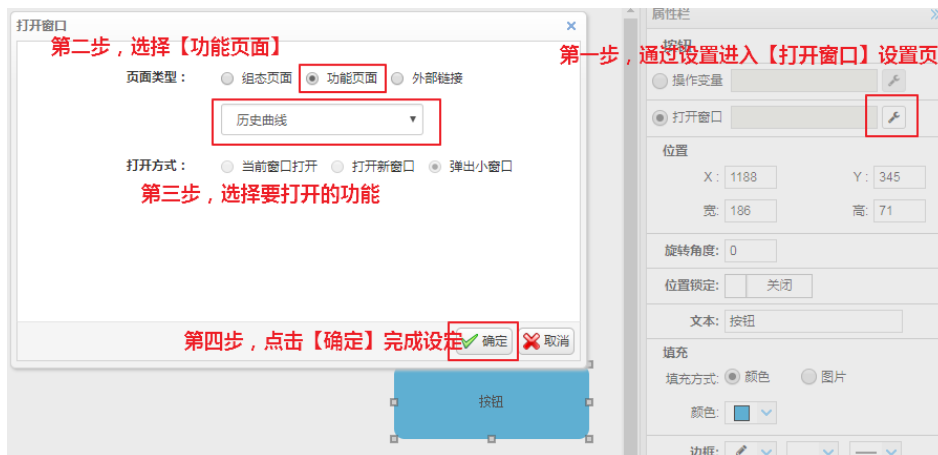 打开窗口
×
第二步，选择【功能页面】
页面类型：
组态页面
功能页面
外部链接
历史曲线
打开方式：
当前窗口打开
打开新窗口
弹出小窗口
第三步，选择要打开的功能
第四步，点击【确定】完成设定
确定
取消
按钮
属性栏
按钮
第一步，通过设置进入【打开窗口】设置页
操作变量
打开窗口
位置
X： 1188 Y： 345
宽: 186 高: 71
旋转角度: 0
位置锁定: 关闭
文本: 按钮
填充
填充方式: 颜色 图片
颜色:
边框: